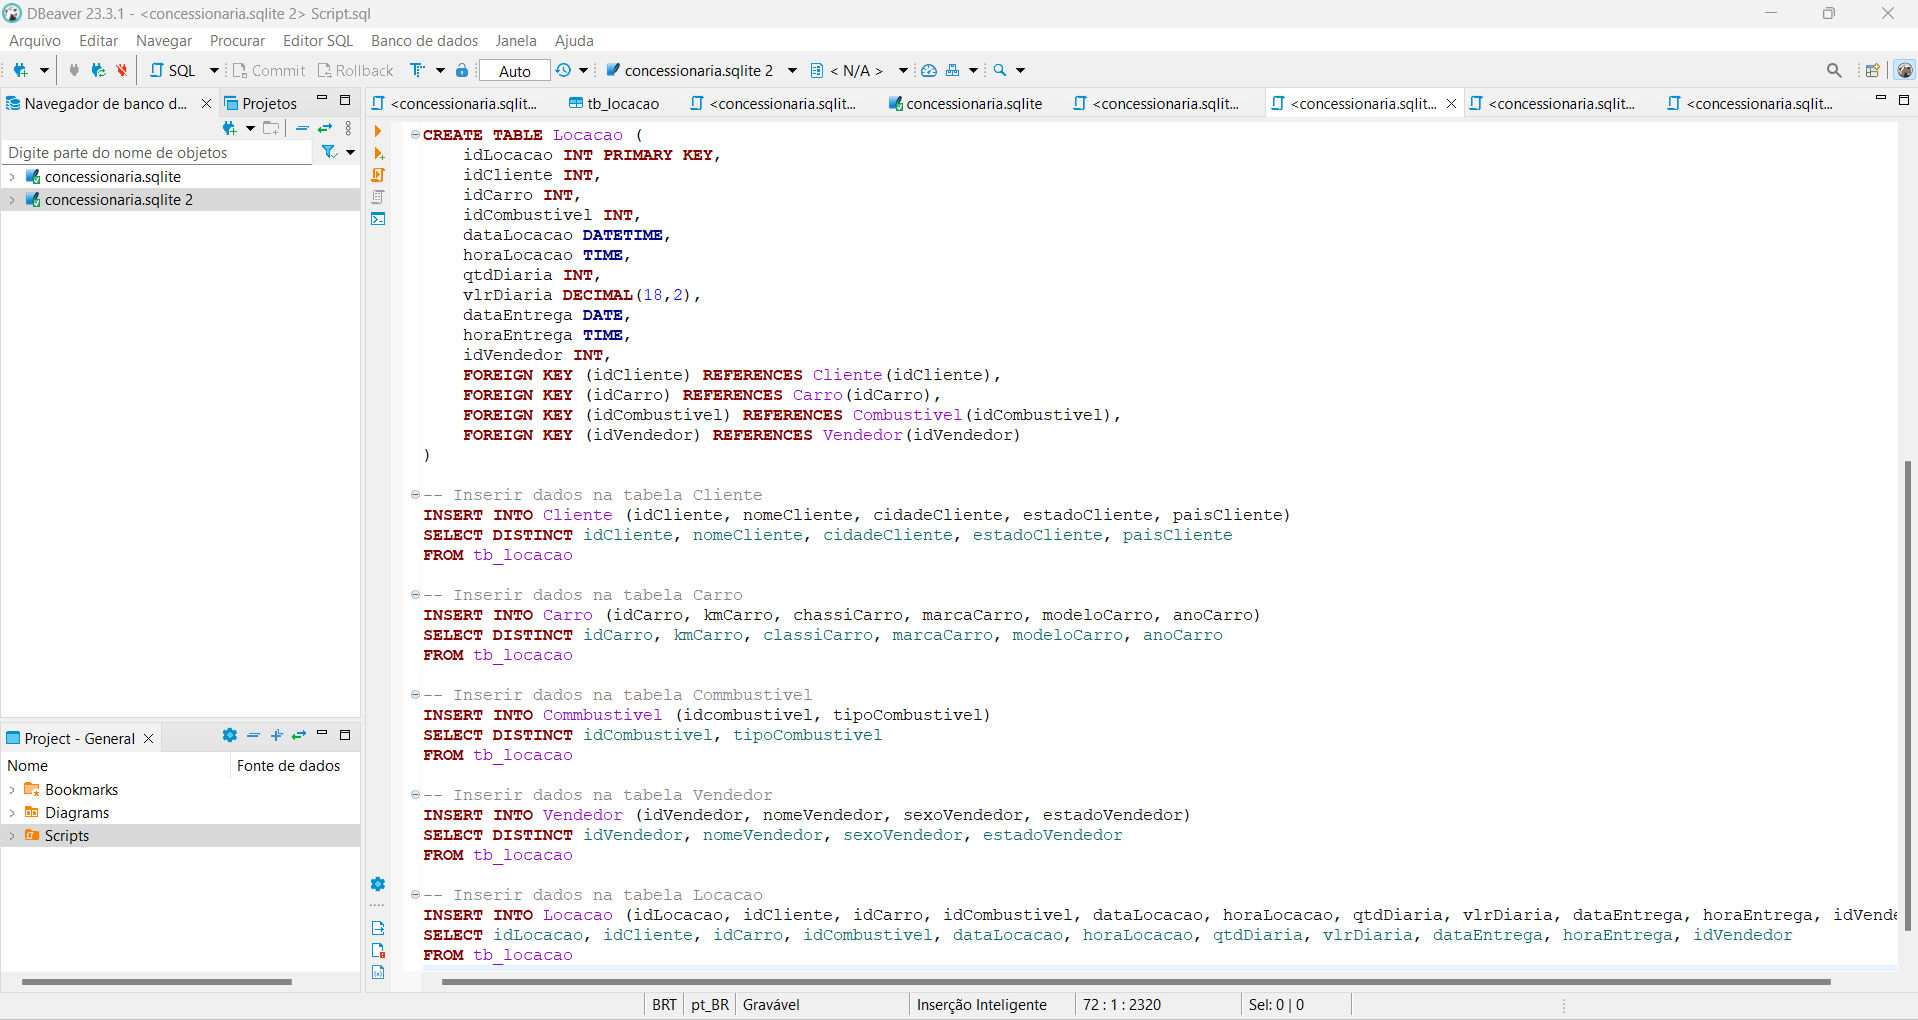 DBeaver 23.3.1 - <concessionaria.sqlite 2> Script.sql
Arquivo Editar Navegar Procurar Editor SQL Banco de dados Janela Ajuda
SQL Commit Rollback Auto concessionaria.sqlite 2 < N/A >
Navegador de banco d... Projetos
Digite parte do nome de objetos
concessionaria.sqlite
concessionaria.sqlite 2
Project - General
Nome Fonte de dados
Bookmarks
Diagrams
Scripts
<concessionaria.sqlit... tb_locacao <concessionaria.sqlit... concessionaria.sqlite <concessionaria.sqlit... <concessionaria.sqlit... <concessionaria.sqlit... <concessionaria.sqlit...
CREATE TABLE Locacao (
idLocacao INT PRIMARY KEY,
idCliente INT,
idCarro INT,
idCombustivel INT,
dataLocacao DATETIME,
horaLocacao TIME,
qtdDiaria INT,
vlrDiaria DECIMAL(18,2),
dataEntrega DATE,
horaEntrega TIME,
idVendedor INT,
FOREIGN KEY (idCliente) REFERENCES Cliente(idCliente),
FOREIGN KEY (idCarro) REFERENCES Carro(idCarro),
FOREIGN KEY (idCombustivel) REFERENCES Combustivel(idCombustivel),
FOREIGN KEY (idVendedor) REFERENCES Vendedor(idVendedor)
)
-- Inserir dados na tabela Cliente
INSERT INTO Cliente (idCliente, nomeCliente, cidadeCliente, estadoCliente, paisCliente)
SELECT DISTINCT idCliente, nomeCliente, cidadeCliente, estadoCliente, paisCliente
FROM tb_locacao
-- Inserir dados na tabela Carro
INSERT INTO Carro (idCarro, kmCarro, chassiCarro, marcaCarro, modeloCarro, anoCarro)
SELECT DISTINCT idCarro, kmCarro, classiCarro, marcaCarro, modeloCarro, anoCarro
FROM tb_locacao
-- Inserir dados na tabela Commbustivel
INSERT INTO Commbustivel (idcombustivel, tipoCombustivel)
SELECT DISTINCT idCombustivel, tipoCombustivel
FROM tb_locacao
-- Inserir dados na tabela Vendedor
INSERT INTO Vendedor (idVendedor, nomeVendedor, sexoVendedor, estadoVendedor)
SELECT DISTINCT idVendedor, nomeVendedor, sexoVendedor, estadoVendedor
FROM tb_locacao
-- Inserir dados na tabela Locacao
INSERT INTO Locacao (idLocacao, idCliente, idCarro, idCombustivel, dataLocacao, horaLocacao, qtdDiaria, vlrDiaria, dataEntrega, horaEntrega, idVende
SELECT idLocacao, idCliente, idCarro, idCombustivel, dataLocacao, horaLocacao, qtdDiaria, vlrDiaria, dataEntrega, horaEntrega, idVendedor
FROM tb_locacao
BRT pt_BR Gravável Inserção Inteligente 72 : 1 : 2320 Sel: 0 | 0